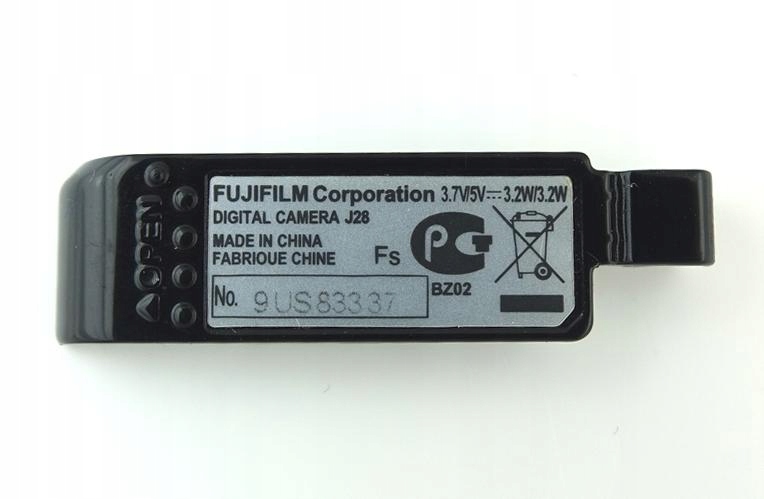 OPEN
FUJIFILM Corporation 3.7V/5V⎓3.2W/3.2W
DIGITAL CAMERA J28
MADE IN CHINA
FABRIOUE CHINE
Fs
BZ02
No. 9US83337